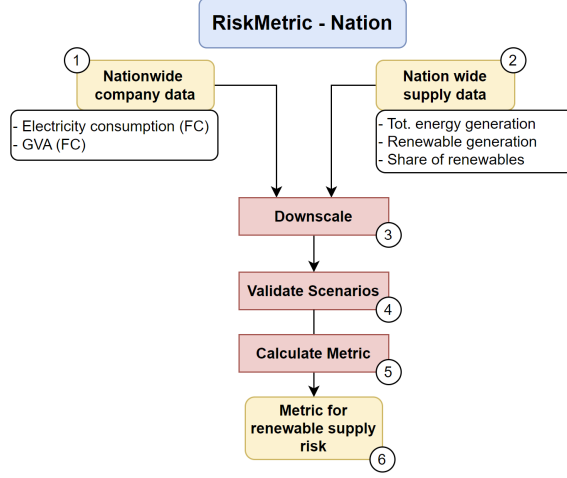 RiskMetric - Nation
1
Nationwide
company data
- Electricity consumption (FC)
- GVA (FC)
2
Nation wide
supply data
- Tot. energy generation
- Renewable generation
- Share of renewables
Downscale
3
Validate Scenarios
4
Calculate Metric
5
Metric for
renewable supply
risk
6